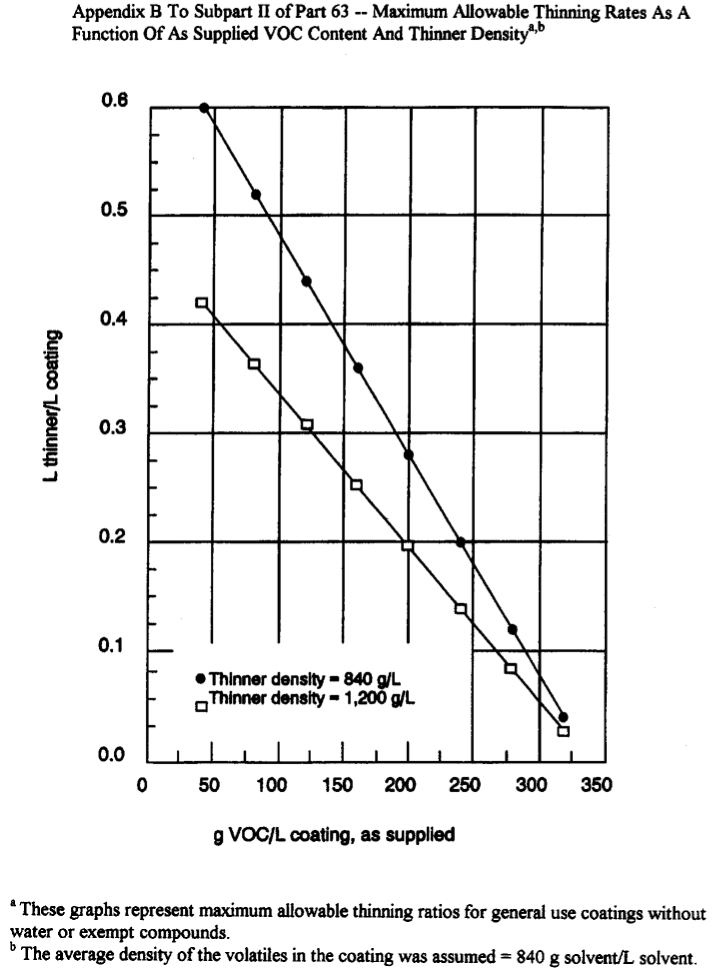 Appendix B To Subpart II of Part 63 -- Maximum Allowable Thinning Rates As A
Function Of As Supplied VOC Content And Thinner Density^a,b
0.6
0.5
0.4
0.3
0.2
0.1
0.0
L thinner/L coating
Thinner density = 840 g/L
Thinner density = 1,200 g/L
0 50 100 150 200 250 300 350
g VOC/L coating, as supplied
^a These graphs represent maximum allowable thinning ratios for general use coatings without
water or exempt compounds.
^b The average density of the volatiles in the coating was assumed = 840 g solvent/L solvent.